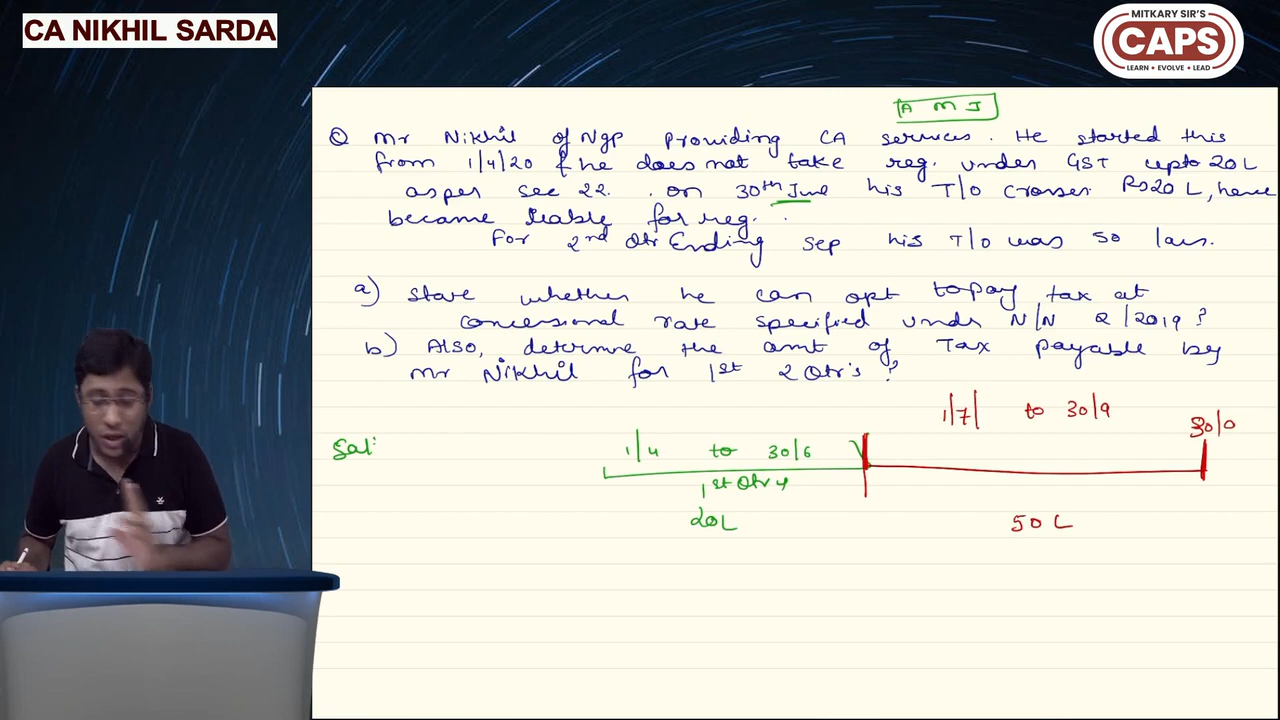 CA NIKHIL SARDA
MITKARY SIR'S
CAPS
LEARN • EVOLVE • LEAD
A M J
Q Mr Nikhil of Ngp Providing CA services. He started this
from 1/4/20 & he does not take reg. under GST upto 20L
as per sec 22. on 30th June his T/O crosses Rs 20 L, hence
became liable for reg.
For 2nd Qtr Ending Sep his T/O was 50 lacs.
a) State whether he can opt to pay tax at
concessional rate specified under N/N 2/2019?
b) Also, determine the amt of Tax payable by
Mr Nikhil for 1st 2 Qtr's?
1/7/ to 30/9
30/9
Sol:
1/4 to 30/6
1st Qtr
20L
50 L